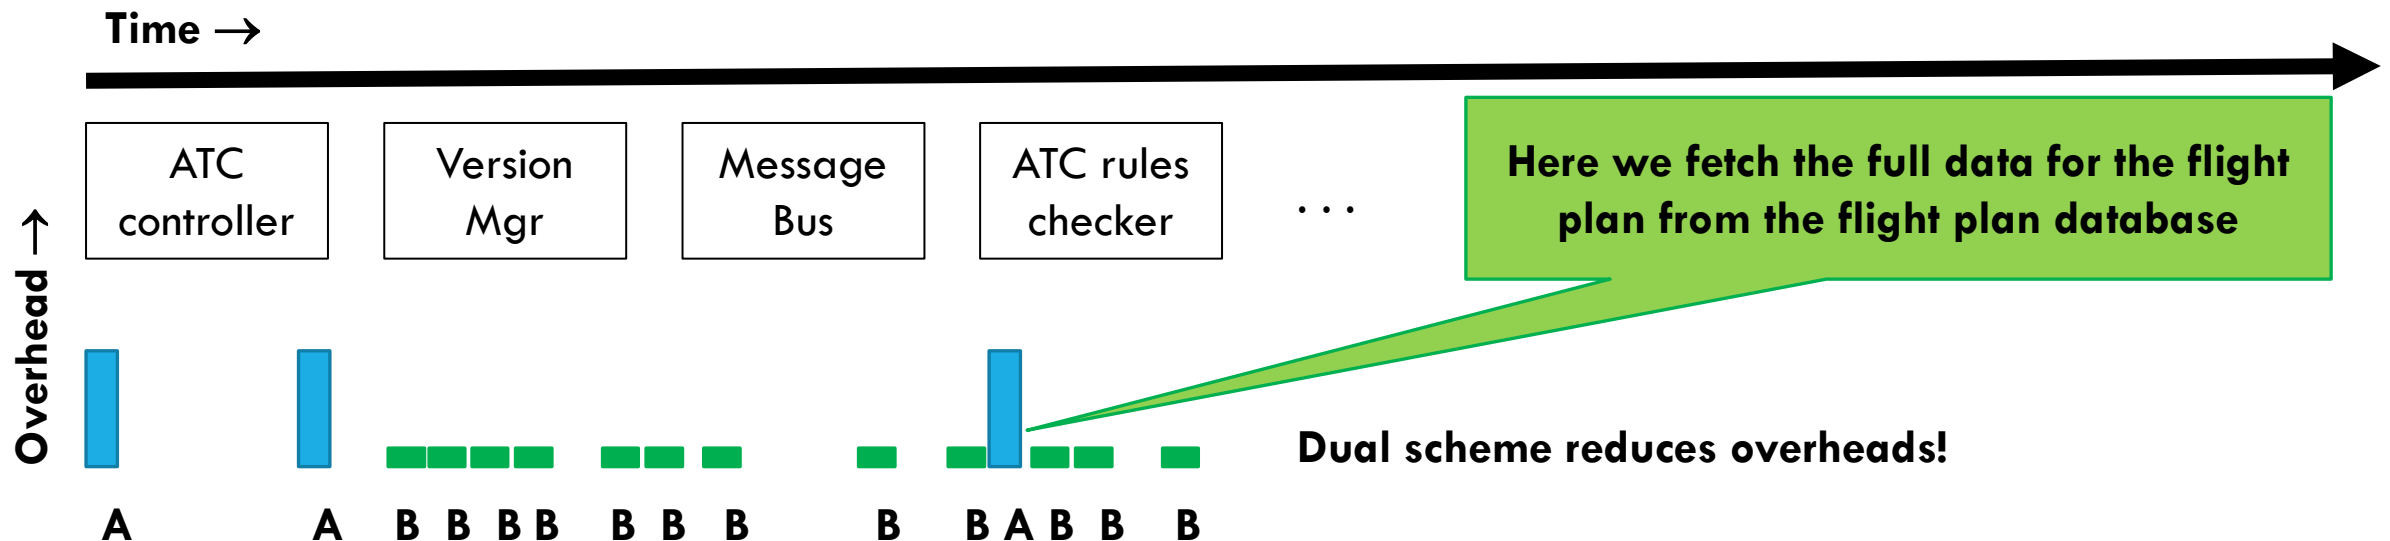 Time →
Overhead →
ATC
controller
Version
Mgr
Message
Bus
ATC rules
checker
. . .
Here we fetch the full data for the flight
plan from the flight plan database
Dual scheme reduces overheads!
A A B B B B B B B B B A B B B